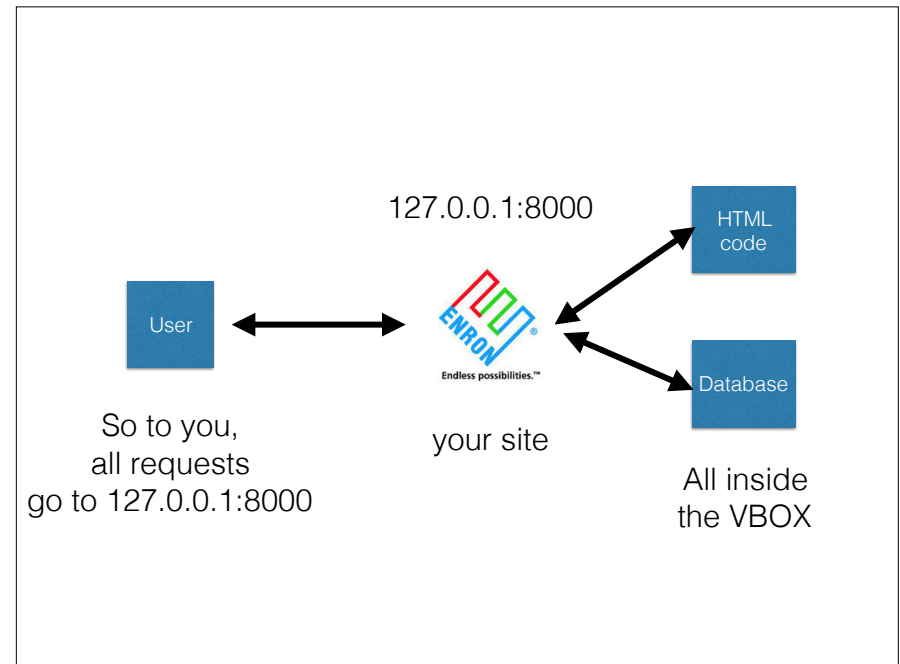 127.0.0.1:8000
HTML
code
User
ENRON®
Endless possibilities.™
Database
So to you,
all requests
go to 127.0.0.1:8000
your site
All inside
the VBOX